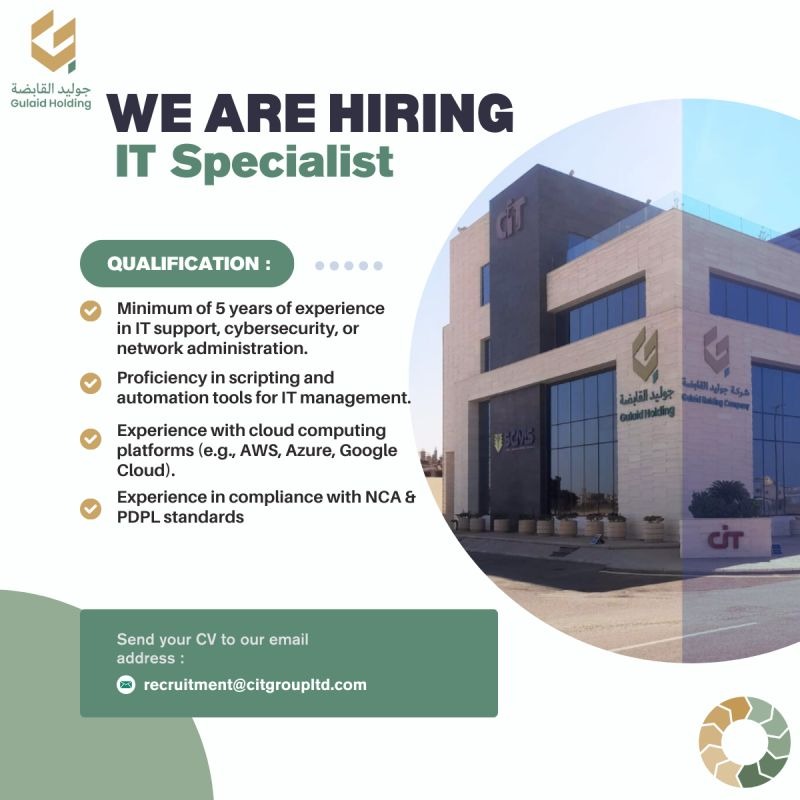 جوليد القابضة
Gulaid Holding
WE ARE HIRING
IT Specialist
QUALIFICATION :
Minimum of 5 years of experience
in IT support, cybersecurity, or
network administration.
Proficiency in scripting and
automation tools for IT management.
Experience with cloud computing
platforms (e.g., AWS, Azure, Google
Cloud).
Experience in compliance with NCA &
PDPL standards
CIT
جوليد القابضة
Gulaid Holding
شركة جوليد القابضة
Gulaid Holding Company
CIT
Send your CV to our email
address :
recruitment@citgroupltd.com